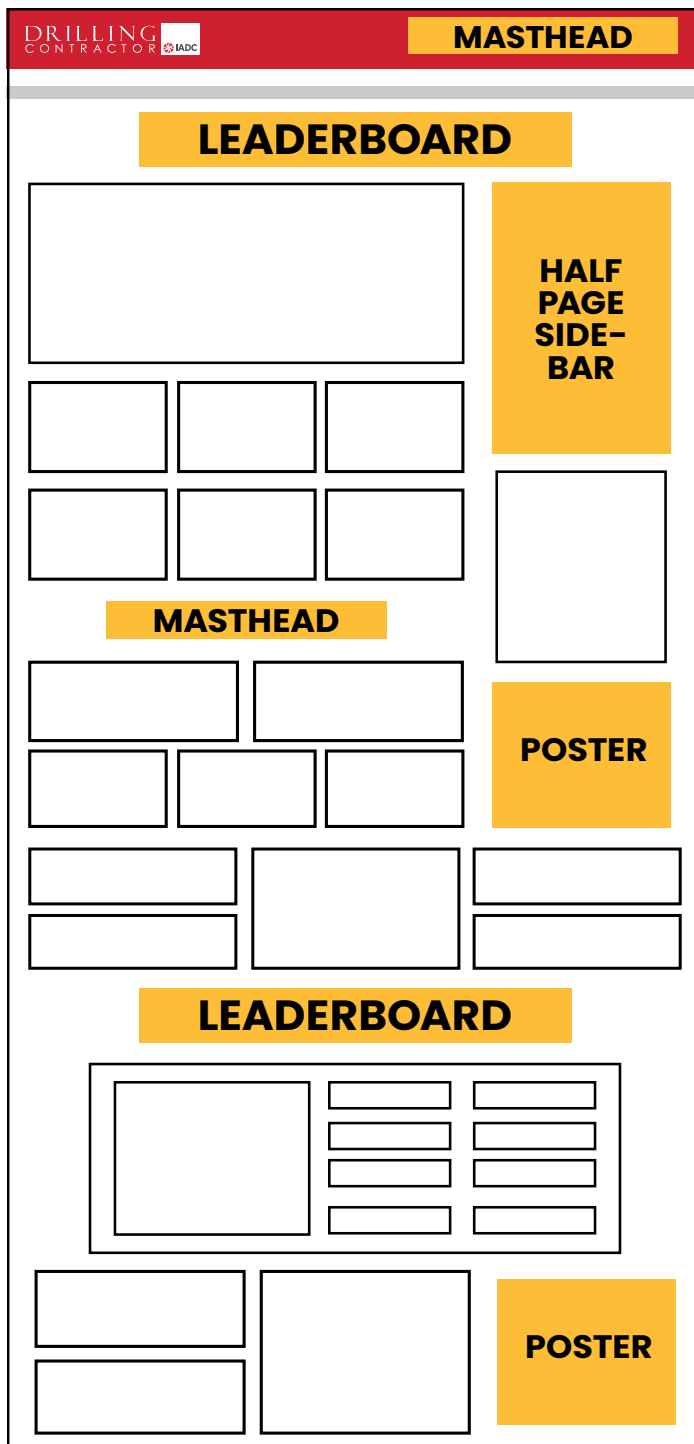 DRILLING
CONTRACTOR IADC
MASTHEAD
LEADERBOARD
HALF
PAGE
SIDE-
BAR
MASTHEAD
POSTER
LEADERBOARD
POSTER